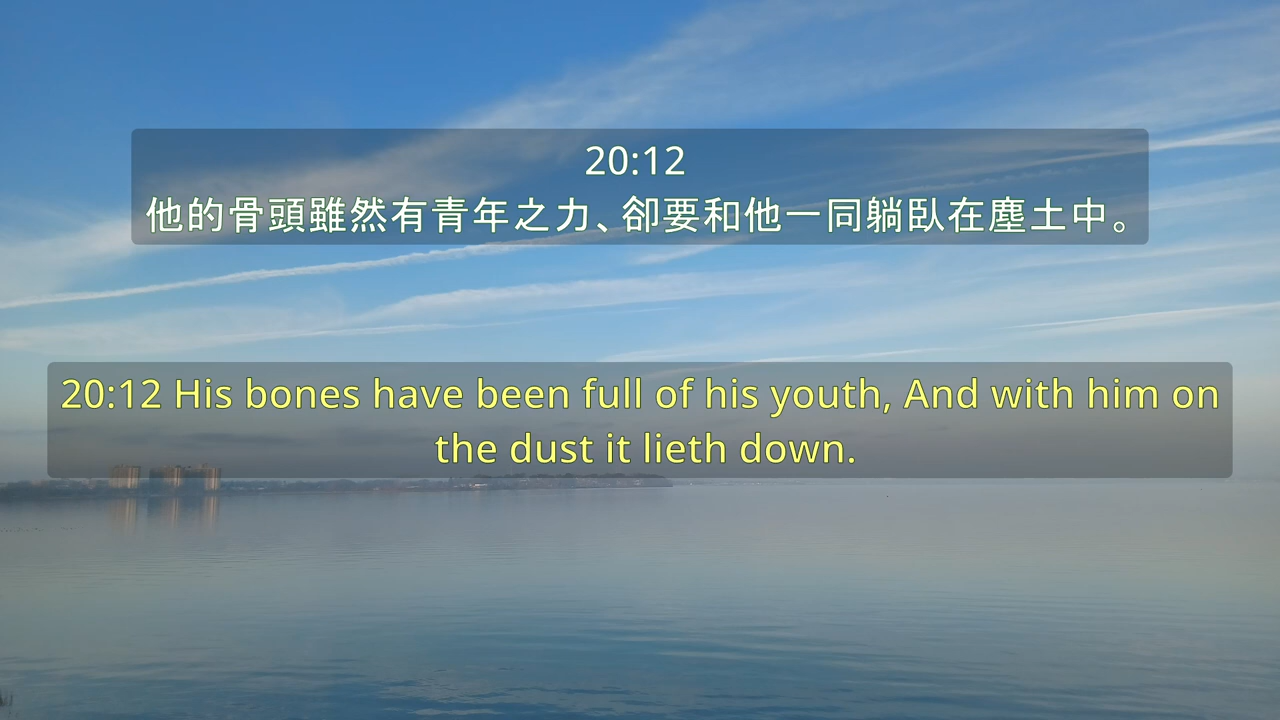 20:12
他的骨頭雖然有青年之力、卻要和他一同躺臥在塵土中。
20:12 His bones have been full of his youth, And with him on
the dust it lieth down.